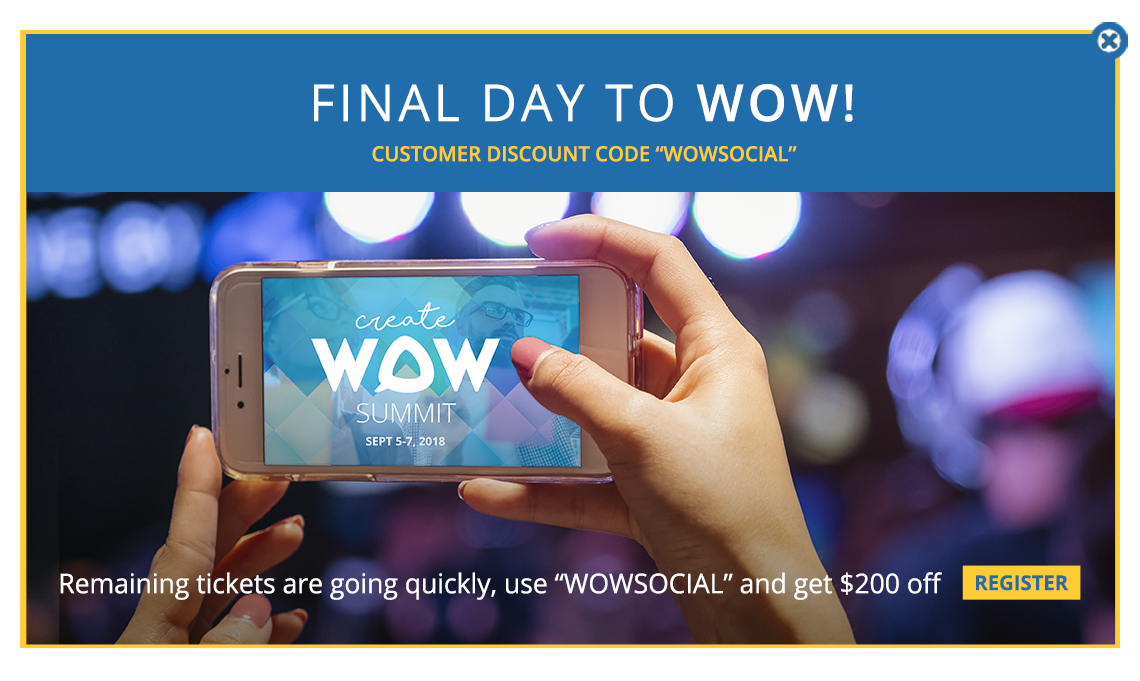 FINAL DAY TO WOW!
CUSTOMER DISCOUNT CODE “WOWSOCIAL”
create
WOW
SUMMIT
SEPT 5-7, 2018
Remaining tickets are going quickly, use “WOWSOCIAL” and get $200 off
REGISTER